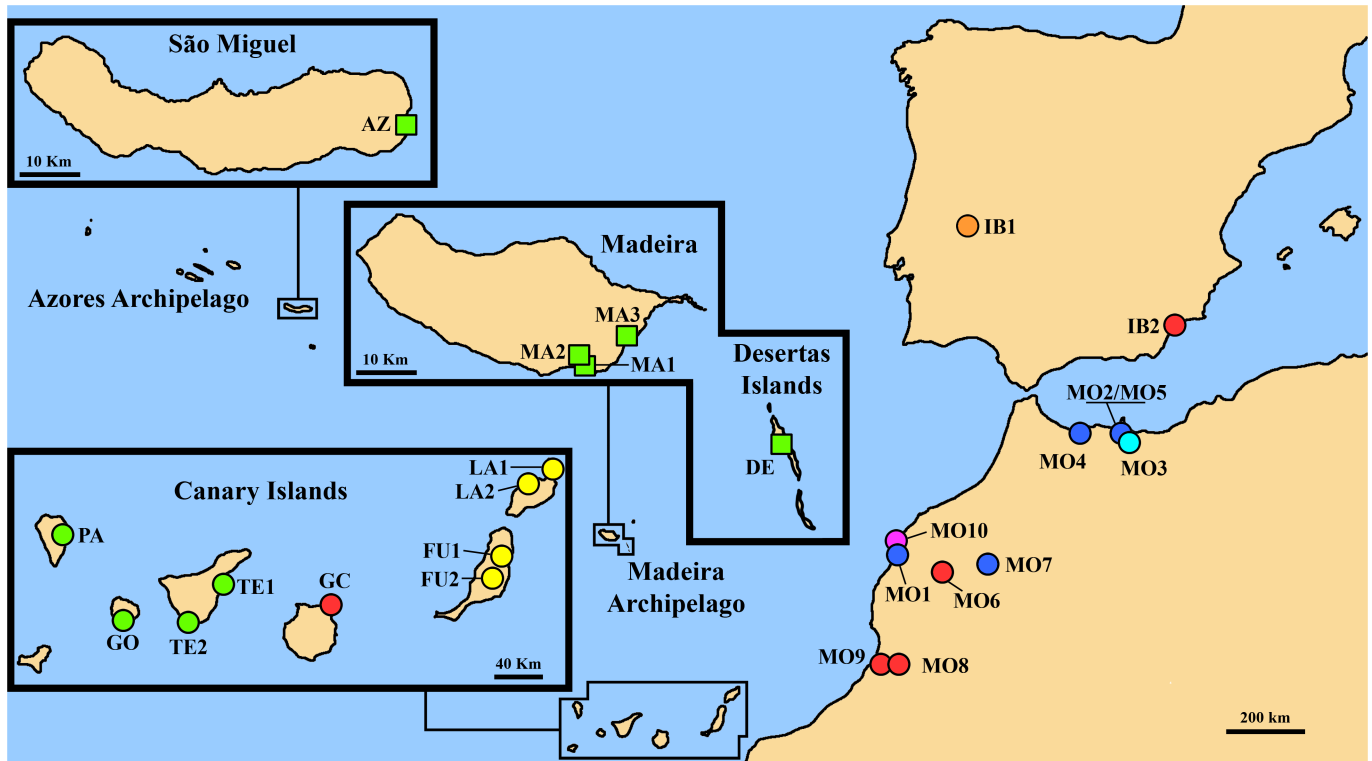 São Miguel
AZ
10 Km
Azores Archipelago
Madeira
MA3
MA2
MA1
10 Km
Desertas
Islands
DE
Madeira
Archipelago
Canary Islands
LA1
LA2
PA
FU1
FU2
TE1
GC
GO
TE2
40 Km
IB1
IB2
MO2/MO5
MO4
MO3
MO10
MO7
MO1
MO6
MO9
MO8
200 km